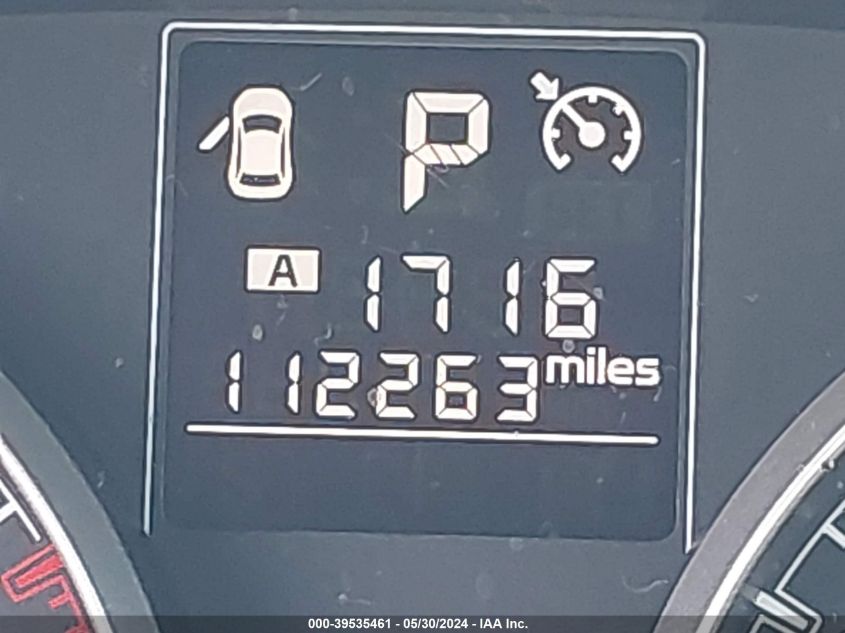 P
A 1716
112263 miles
000-39535461 - 05/30/2024 - IAA Inc.